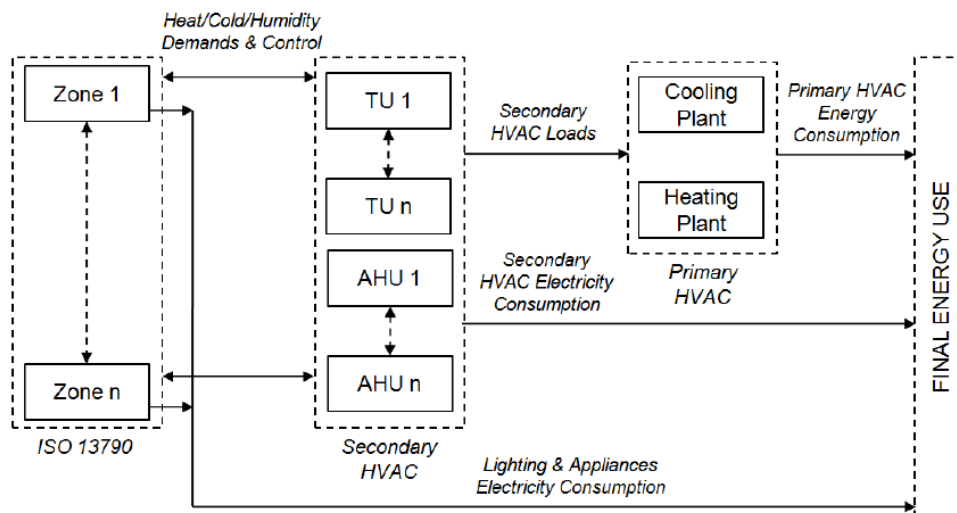 Heat/Cold/Humidity
Demands & Control
Zone 1
Zone n
ISO 13790
TU 1
TU n
AHU 1
AHU n
Secondary
HVAC
Secondary
HVAC Loads
Cooling
Plant
Heating
Plant
Primary
HVAC
Primary HVAC
Energy
Consumption
Secondary
HVAC Electricity
Consumption
Lighting & Appliances
Electricity Consumption
FINAL ENERGY USE